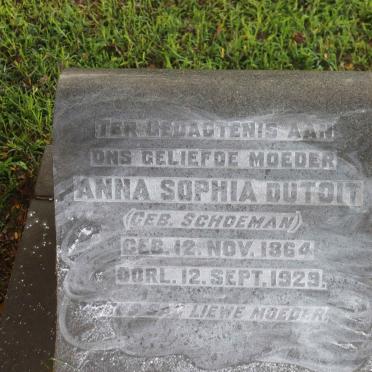 TER GEDAGTENIS AAN
ONS GELIEFDE MOEDER
ANNA SOPHIA DUTOIT
(GEB. SCHOEMAN)
GEB. 12. NOV. 1864
OORL. 12. SEPT. 1929.
LIEWE MOEDER